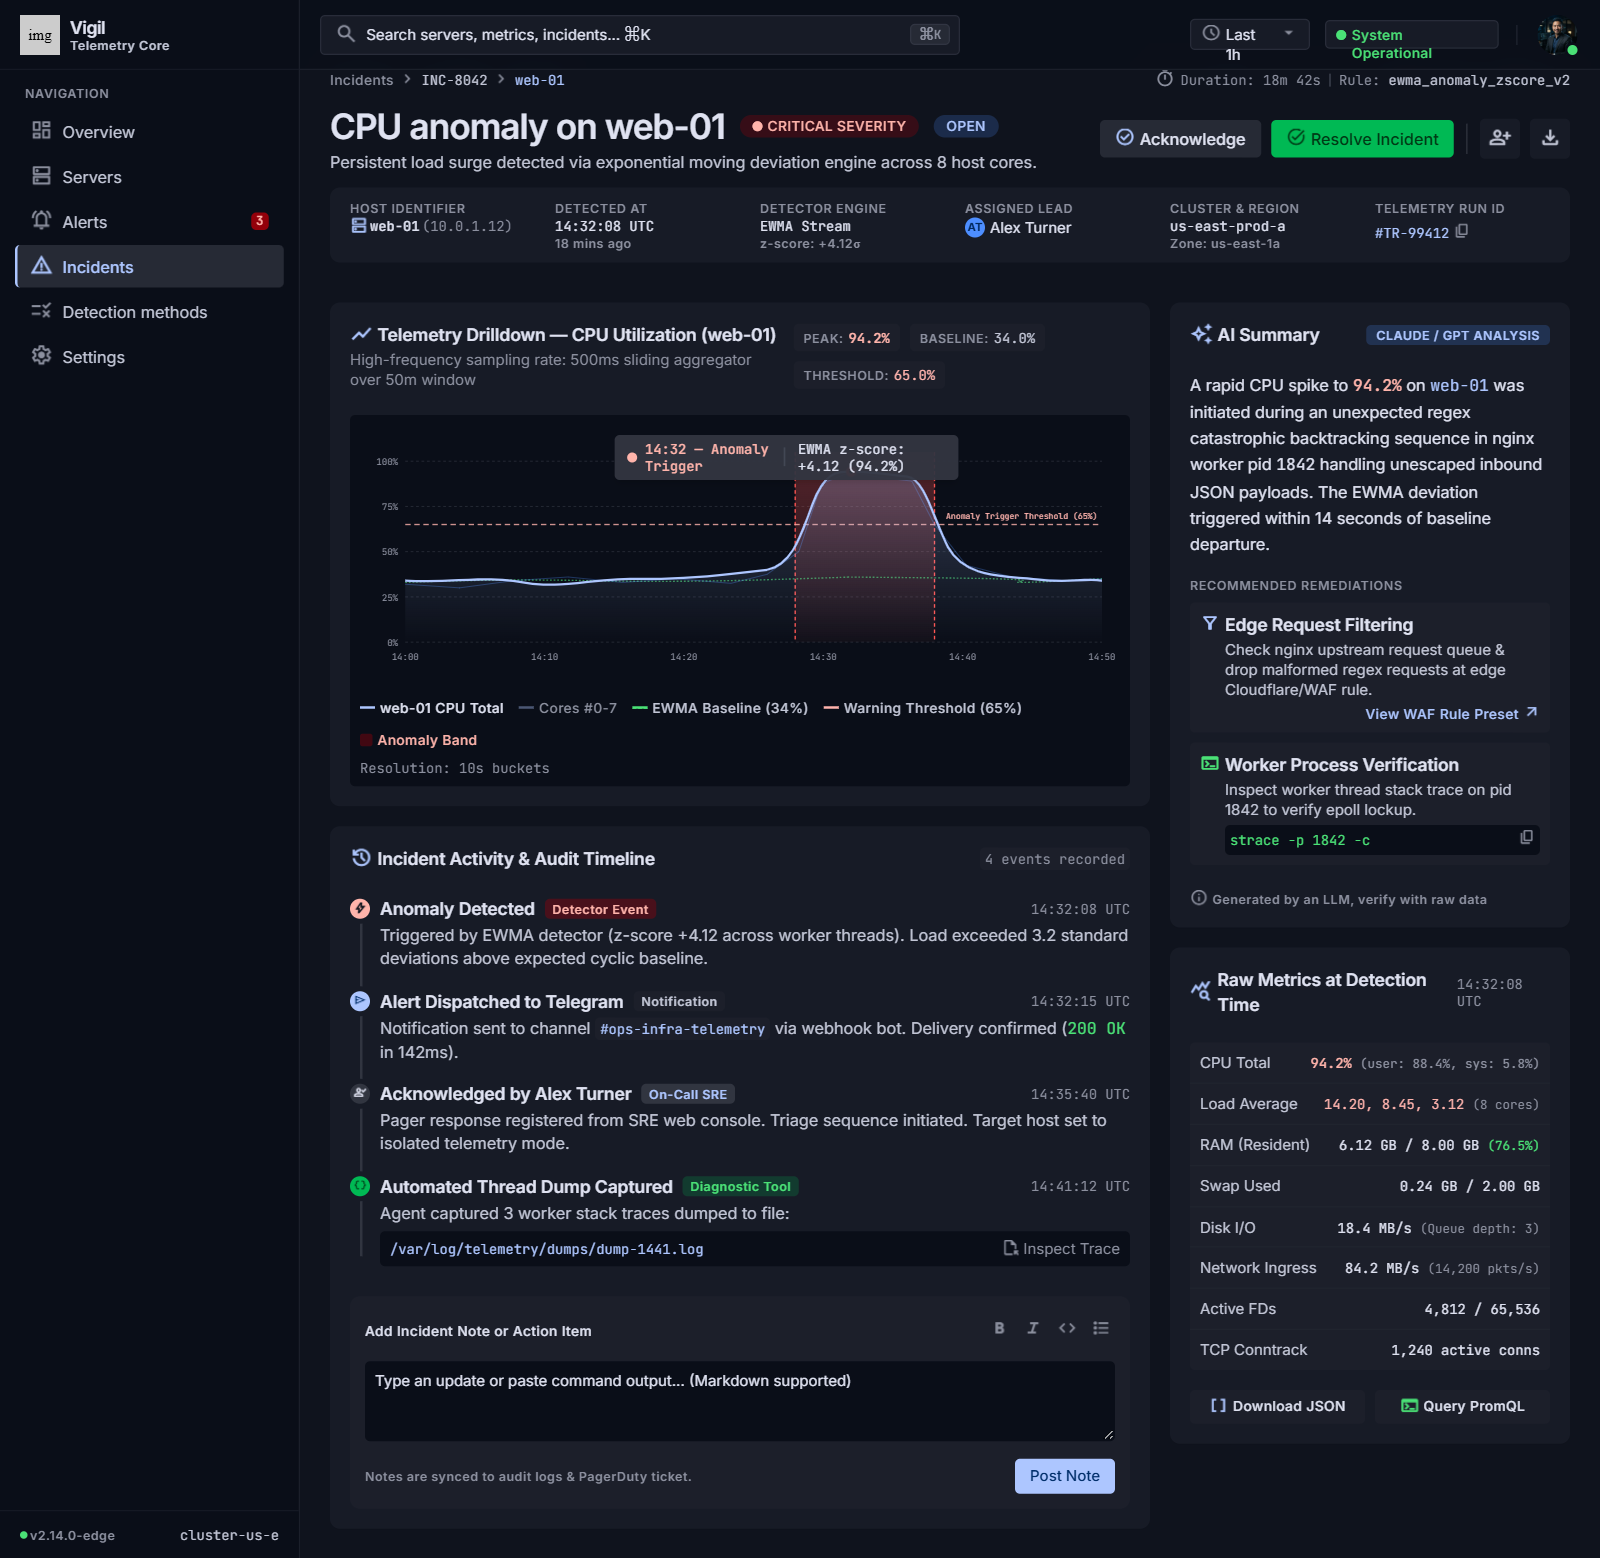 img
Vigil
Telemetry Core
Search servers, metrics, incidents... ⌘K
⌘K
Last 1h
System Operational
NAVIGATION
Overview
Servers
Alerts
3
Incidents
Detection methods
Settings
v2.14.0-edge
cluster-us-e
Incidents > INC-8042 > web-01
Duration: 18m 42s | Rule: ewma_anomaly_zscore_v2
CPU anomaly on web-01
CRITICAL SEVERITY
OPEN
Persistent load surge detected via exponential moving deviation engine across 8 host cores.
Acknowledge
Resolve Incident
HOST IDENTIFIER
web-01 (10.0.1.12)
DETECTED AT
14:32:08 UTC
18 mins ago
DETECTOR ENGINE
EWMA Stream
z-score: +4.12σ
ASSIGNED LEAD
AT Alex Turner
CLUSTER & REGION
us-east-prod-a
Zone: us-east-1a
TELEMETRY RUN ID
#TR-99412
Telemetry Drilldown — CPU Utilization (web-01)
High-frequency sampling rate: 500ms sliding aggregator
over 50m window
PEAK: 94.2%
BASELINE: 34.0%
THRESHOLD: 65.0%
14:32 — Anomaly
Trigger
EWMA z-score:
+4.12 (94.2%)
100%
75%
50%
25%
0%
Anomaly Trigger Threshold (65%)
14:00
14:10
14:20
14:30
14:40
14:50
web-01 CPU Total
Cores #0-7
EWMA Baseline (34%)
Warning Threshold (65%)
Anomaly Band
Resolution: 10s buckets
Incident Activity & Audit Timeline
4 events recorded
Anomaly Detected
Detector Event
14:32:08 UTC
Triggered by EWMA detector (z-score +4.12 across worker threads). Load exceeded 3.2 standard
deviations above expected cyclic baseline.
Alert Dispatched to Telegram
Notification
14:32:15 UTC
Notification sent to channel #ops-infra-telemetry via webhook bot. Delivery confirmed (200 OK
in 142ms).
Acknowledged by Alex Turner
On-Call SRE
14:35:40 UTC
Pager response registered from SRE web console. Triage sequence initiated. Target host set to
isolated telemetry mode.
Automated Thread Dump Captured
Diagnostic Tool
14:41:12 UTC
Agent captured 3 worker stack traces dumped to file:
/var/log/telemetry/dumps/dump-1441.log
Inspect Trace
Add Incident Note or Action Item
B I <>
Type an update or paste command output... (Markdown supported)
Notes are synced to audit logs & PagerDuty ticket.
Post Note
AI Summary
CLAUDE / GPT ANALYSIS
A rapid CPU spike to 94.2% on web-01 was
initiated during an unexpected regex
catastrophic backtracking sequence in nginx
worker pid 1842 handling unescaped inbound
JSON payloads. The EWMA deviation
triggered within 14 seconds of baseline
departure.
RECOMMENDED REMEDIATIONS
Edge Request Filtering
Check nginx upstream request queue &
drop malformed regex requests at edge
Cloudflare/WAF rule.
View WAF Rule Preset
Worker Process Verification
Inspect worker thread stack trace on pid
1842 to verify epoll lockup.
strace -p 1842 -c
Generated by an LLM, verify with raw data
Raw Metrics at Detection
Time
14:32:08
UTC
CPU Total 94.2% (user: 88.4%, sys: 5.8%)
Load Average 14.20, 8.45, 3.12 (8 cores)
RAM (Resident) 6.12 GB / 8.00 GB (76.5%)
Swap Used 0.24 GB / 2.00 GB
Disk I/O 18.4 MB/s (Queue depth: 3)
Network Ingress 84.2 MB/s (14,200 pkts/s)
Active FDs 4,812 / 65,536
TCP Conntrack 1,240 active conns
[ ] Download JSON
Query PromQL